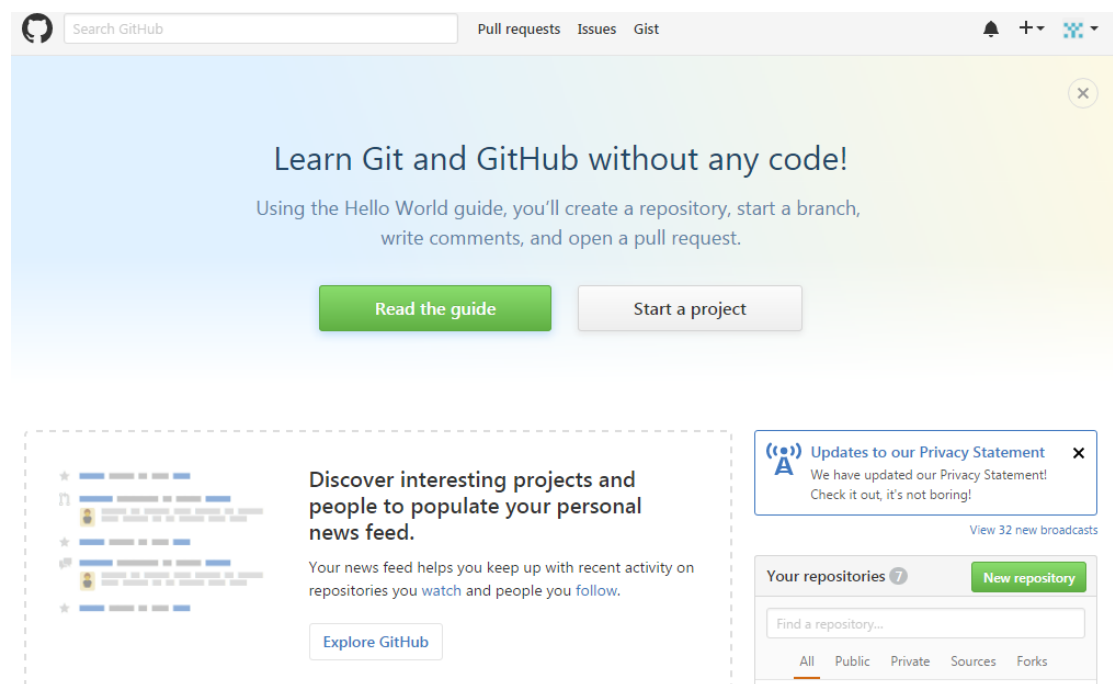 Search GitHub
Pull requests Issues Gist
Learn Git and GitHub without any code!
Using the Hello World guide, you’ll create a repository, start a branch,
write comments, and open a pull request.
Read the guide
Start a project
Discover interesting projects and
people to populate your personal
news feed.
Your news feed helps you keep up with recent activity on
repositories you watch and people you follow.
Explore GitHub
Updates to our Privacy Statement
We have updated our Privacy Statement!
Check it out, it's not boring!
View 32 new broadcasts
Your repositories 7
New repository
Find a repository...
All Public Private Sources Forks